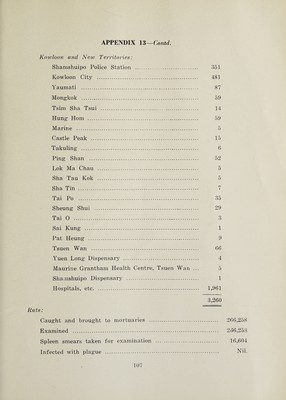 APPENDIX 13—Contd.
Kowloon and New Territories:
Shamshuipo Police Station 351
Kowloon City 481
Yaumati 87
Mongkok 59
Tsim Sha Tsui 14
Hung Hom 59
Marine 5
Castle Peak 15
Takuling 6
Ping Shan 52
Lok Ma Chau 5
Sha Tau Kok 5
Sha Tin 7
Tai Po 35
Sheung Shui 29
Tai O 3
Sai Kung 1
Pat Heung 9
Tsuen Wan 66
Yuen Long Dispensary 4
Maurine Grantham Health Centre, Tsuen Wan 5
Shamshuipo Dispensary 1
Hospitals, etc. 1,961
3,260
Rats:
Caught and brought to mortuaries 266,258
Examined 246,253
Spleen smears taken for examination 16,604
Infected with plague Nil.
107